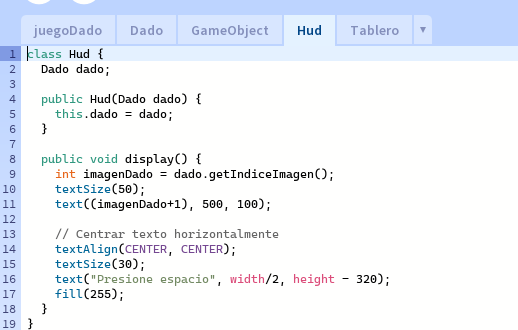 juegoDado Dado GameObject Hud Tablero ▼
1 class Hud {
2 Dado dado;
3
4 public Hud(Dado dado) {
5 this.dado = dado;
6 }
7
8 public void display() {
9 int imagenDado = dado.getIndiceImagen();
10 textSize(50);
11 text((imagenDado+1), 500, 100);
12
13 // Centrar texto horizontalmente
14 textAlign(CENTER, CENTER);
15 textSize(30);
16 text("Presione espacio", width/2, height - 320);
17 fill(255);
18 }
19 }